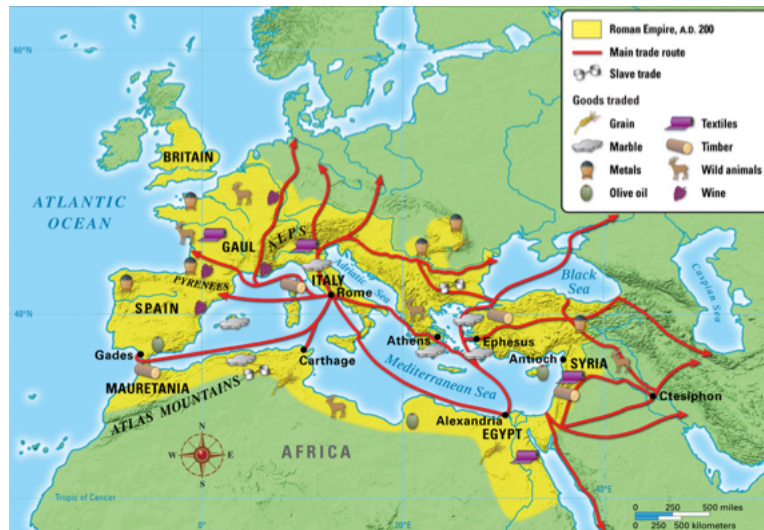 Roman Empire, A.D. 200
Main trade route
Slave trade
Goods traded
Grain
Textiles
Marble
Timber
Metals
Wild animals
Olive oil
Wine
60°N
BRITAIN
ATLANTIC
OCEAN
GAUL
ALPS
PYRENEES
ITALY
Adriatic Sea
Rome
Black
Sea
Caspian Sea
SPAIN
40°N
Athens
Ephesus
Gades
Carthage
Antioch
SYRIA
MAURETANIA
Mediterranean Sea
Ctesiphon
ATLAS MOUNTAINS
Alexandria
EGYPT
N
W
E
S
AFRICA
Tropic of Cancer
0°
20°E
40°E
0 250 500 miles
0 250 500 kilometers